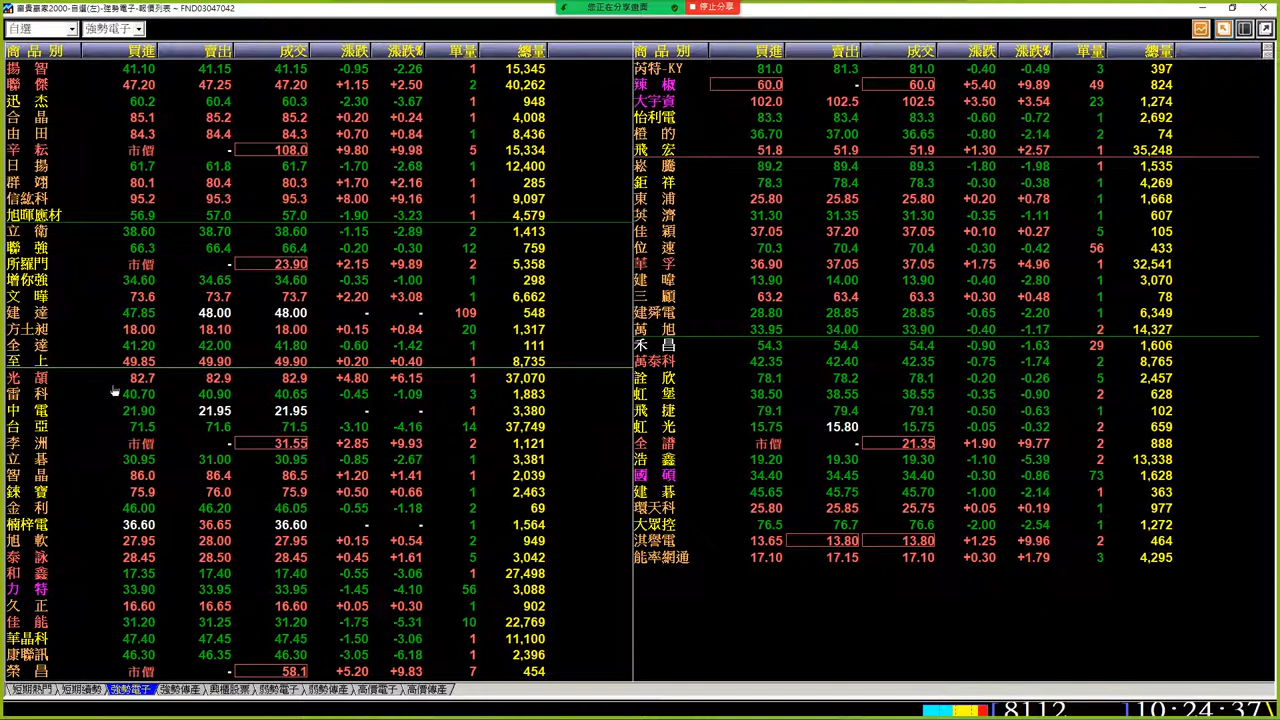 富貴贏家2000-自選(左)-強勢電子 - 報價列表 ~ FND03047042
您正在分享畫面
停止分享
自選 強勢電子
商品別 買進 賣出 成交 漲跌 漲跌% 單量 總量
揚智 41.10 41.15 41.15 -0.95 -2.26 1 15,345
聯傑 47.20 47.25 47.20 +1.15 +2.50 2 40,262
迅杰 60.2 60.4 60.3 -2.30 -3.67 1 948
合晶 85.1 85.2 85.2 +0.20 +0.24 1 4,008
由田 84.3 84.4 84.3 +0.70 +0.84 1 8,436
辛耘 市價 - 108.0 +9.80 +9.98 5 15,334
日揚 61.7 61.8 61.7 -1.70 -2.68 1 12,400
群翊 80.1 80.4 80.3 +1.70 +2.16 1 285
信紘科 95.2 95.3 95.2 +8.00 +9.16 1 9,097
旭暉應材 56.9 57.0 57.0 -1.90 -3.23 1 4,579
立衛 38.60 38.70 38.60 -1.15 -2.89 2 1,413
聯強 66.3 66.4 66.4 -0.20 -0.30 12 759
所羅門 市價 - 23.90 +2.15 +9.89 2 5,358
增你強 34.60 34.65 34.60 -0.35 -1.00 1 298
文曄 73.6 73.7 73.7 +2.20 +3.08 1 6,662
建達 47.85 48.00 48.00 - - 109 548
方土昶 18.00 18.10 18.00 +0.15 +0.84 20 1,317
全達 41.20 42.00 41.80 -0.60 -1.42 1 111
至上 49.85 49.90 49.90 +0.20 +0.40 1 8,735
光頡 82.7 82.9 82.9 +4.80 +6.15 1 37,070
雷科 40.70 40.90 40.65 -0.45 -1.09 3 1,883
中電 21.90 21.95 21.95 - - 1 3,380
台亞 71.5 71.6 71.5 -3.10 -4.16 14 37,749
李洲 市價 - 31.55 +2.85 +9.93 2 1,121
立碁 30.95 31.00 30.95 -0.85 -2.67 1 3,381
智晶 86.0 86.4 86.5 +1.20 +1.41 1 2,039
錸寶 75.9 76.0 75.9 +0.50 +0.66 1 2,463
金利 46.00 46.20 46.05 -0.55 -1.18 2 69
楠梓電 36.60 36.65 36.60 - - 1 1,564
旭軟 27.95 28.00 27.95 +0.15 +0.54 2 949
泰詠 28.45 28.50 28.45 +0.45 +1.61 5 3,042
和鑫 17.35 17.40 17.40 -0.55 -3.06 1 27,498
力特 33.90 33.95 33.95 -1.45 -4.10 56 3,088
久正 16.60 16.65 16.60 +0.05 +0.30 1 902
佳能 31.20 31.25 31.20 -1.75 -5.31 10 22,769
華晶科 47.40 47.45 47.45 -1.50 -3.06 1 11,100
康聯訊 46.30 46.35 46.30 -3.05 -6.18 1 2,396
榮昌 市價 - 58.1 +5.20 +9.83 7 454
商品別 買進 賣出 成交 漲跌 漲跌% 單量 總量
芮特-KY 81.0 81.3 81.0 -0.40 -0.49 3 397
辣椒 60.0 - 60.0 +5.40 +9.89 49 824
大宇資 102.0 102.5 102.5 +3.50 +3.54 23 1,274
怡利電 83.3 83.4 83.3 -0.60 -0.72 1 2,692
橙的 36.70 37.00 36.65 -0.80 -2.14 2 74
飛宏 51.8 51.9 51.9 +1.30 +2.57 1 35,248
崧騰 89.2 89.4 89.3 -1.80 -1.98 1 1,535
鉅祥 78.3 78.4 78.3 -0.30 -0.38 1 4,269
東浦 25.80 25.85 25.80 +0.20 +0.78 1 1,668
英濟 31.30 31.35 31.30 -0.35 -1.11 1 607
佳穎 37.05 37.20 37.05 +0.10 +0.27 5 105
位速 70.3 70.4 70.4 -0.30 -0.42 56 433
華孚 36.90 37.05 37.05 +1.75 +4.96 1 32,541
建暐 13.90 14.00 13.90 -0.40 -2.80 1 3,070
三顧 63.2 63.4 63.3 +0.30 +0.48 1 78
建舜電 28.80 28.85 28.85 -0.65 -2.20 1 6,349
萬旭 33.95 34.00 33.90 -0.40 -1.17 2 14,327
禾昌 54.3 54.4 54.4 -0.90 -1.63 29 1,606
萬泰科 42.35 42.40 42.35 -0.75 -1.74 2 8,765
詮欣 78.1 78.2 78.1 -0.20 -0.26 5 2,457
虹堡 38.50 38.55 38.55 -0.35 -0.90 2 628
飛捷 79.1 79.4 79.1 -0.50 -0.63 1 102
虹光 15.75 15.80 15.75 -0.05 -0.32 2 659
全譜 市價 - 21.35 +1.90 +9.77 2 888
浩鑫 19.20 19.30 19.30 -1.10 -5.39 2 13,338
國碩 34.40 34.45 34.40 -0.30 -0.86 73 1,628
建碁 45.65 45.75 45.70 -1.00 -2.14 1 363
環天科 25.80 25.85 25.75 +0.05 +0.19 1 977
大眾控 76.5 76.7 76.6 -2.00 -2.54 1 1,272
淇譽電 13.65 13.80 13.80 +1.25 +9.96 2 464
能率網通 17.10 17.15 17.10 +0.30 +1.79 3 4,295
短期熱門 短期續勢 強勢電子 強勢傳產 興櫃股票 弱勢電子 弱勢傳產 高價電子 高價傳產
8112 10:24:37